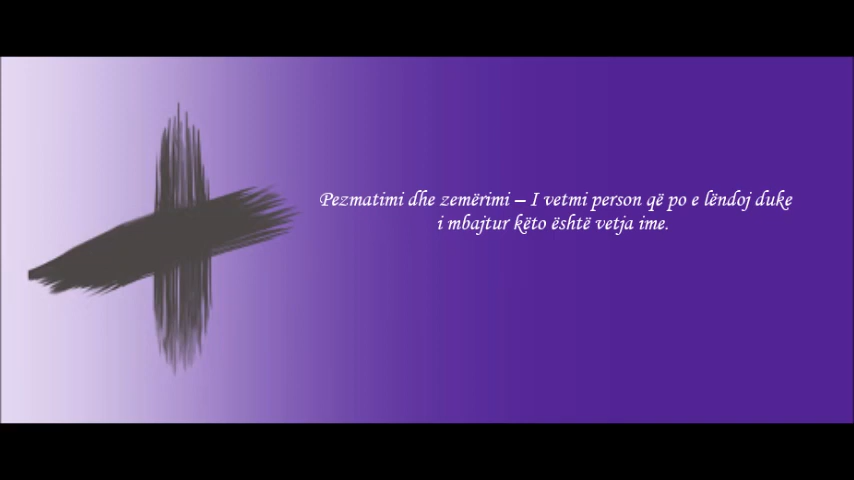 Pezmatimi dhe zemërimi – I vetmi person që po e lëndoj duke
i mbajtur këto është vetja ime.